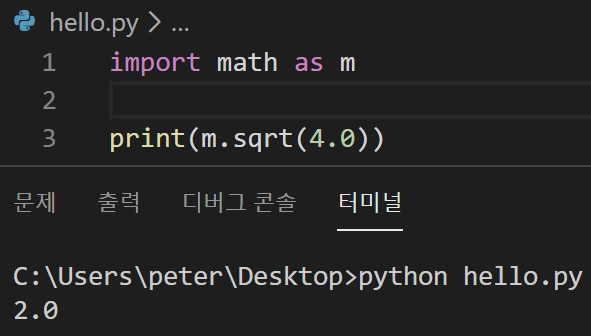 hello.py > ...
1 import math as m
2
3 print(m.sqrt(4.0))
문제 출력 디버그 콘솔 터미널
C:\Users\peter\Desktop>python hello.py
2.0